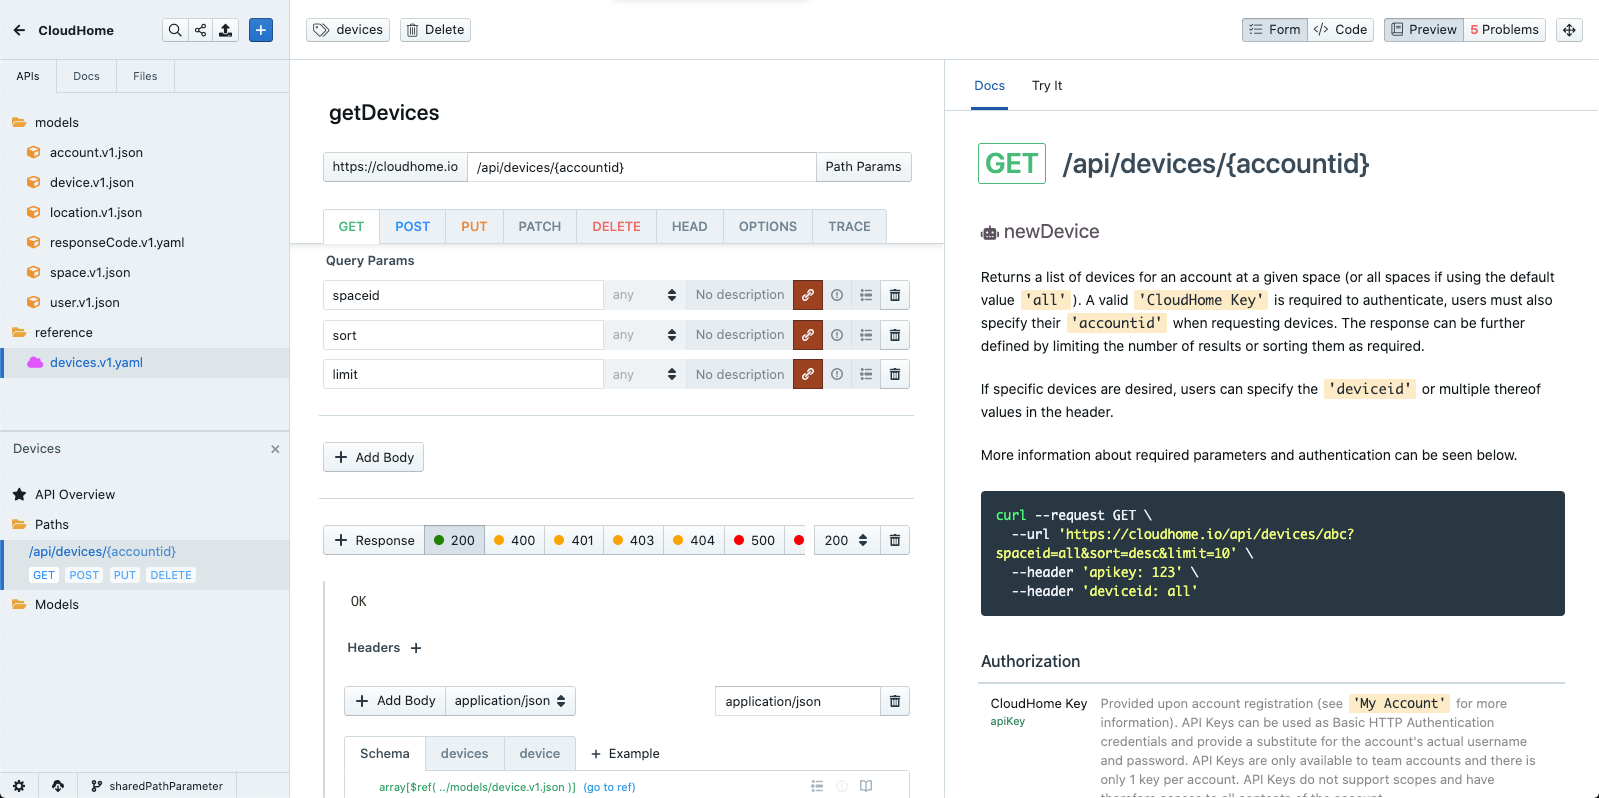 CloudHome
devices
Delete
Form
Code
Preview
5 Problems
APIs
Docs
Files
models
account.v1.json
device.v1.json
location.v1.json
responseCode.v1.yaml
space.v1.json
user.v1.json
reference
devices.v1.yaml
Devices
API Overview
Paths
/api/devices/{accountid}
GET POST PUT DELETE
Models
sharedPathParameter
getDevices
https://cloudhome.io /api/devices/{accountid} Path Params
GET POST PUT PATCH DELETE HEAD OPTIONS TRACE
Query Params
spaceid any No description
sort any No description
limit any No description
Add Body
Response 200 400 401 403 404 500 200
OK
Headers
Add Body application/json application/json
Schema devices device Example
array[$ref( ../models/device.v1.json )] (go to ref)
Docs Try It
GET /api/devices/{accountid}
newDevice
Returns a list of devices for an account at a given space (or all spaces if using the default
value 'all' ). A valid 'CloudHome Key' is required to authenticate, users must also
specify their 'accountid' when requesting devices. The response can be further
defined by limiting the number of results or sorting them as required.
If specific devices are desired, users can specify the 'deviceid' or multiple thereof
values in the header.
More information about required parameters and authentication can be seen below.
curl --request GET \
--url 'https://cloudhome.io/api/devices/abc?
spaceid=all&sort=desc&limit=10' \
--header 'apikey: 123' \
--header 'deviceid: all'
Authorization
CloudHome Key
apiKey
Provided upon account registration (see 'My Account' for more
information). API Keys can be used as Basic HTTP Authentication
credentials and provide a substitute for the account's actual username
and password. API Keys are only available to team accounts and there is
only 1 key per account. API Keys do not support scopes and have
therefore access to all contents of the account.